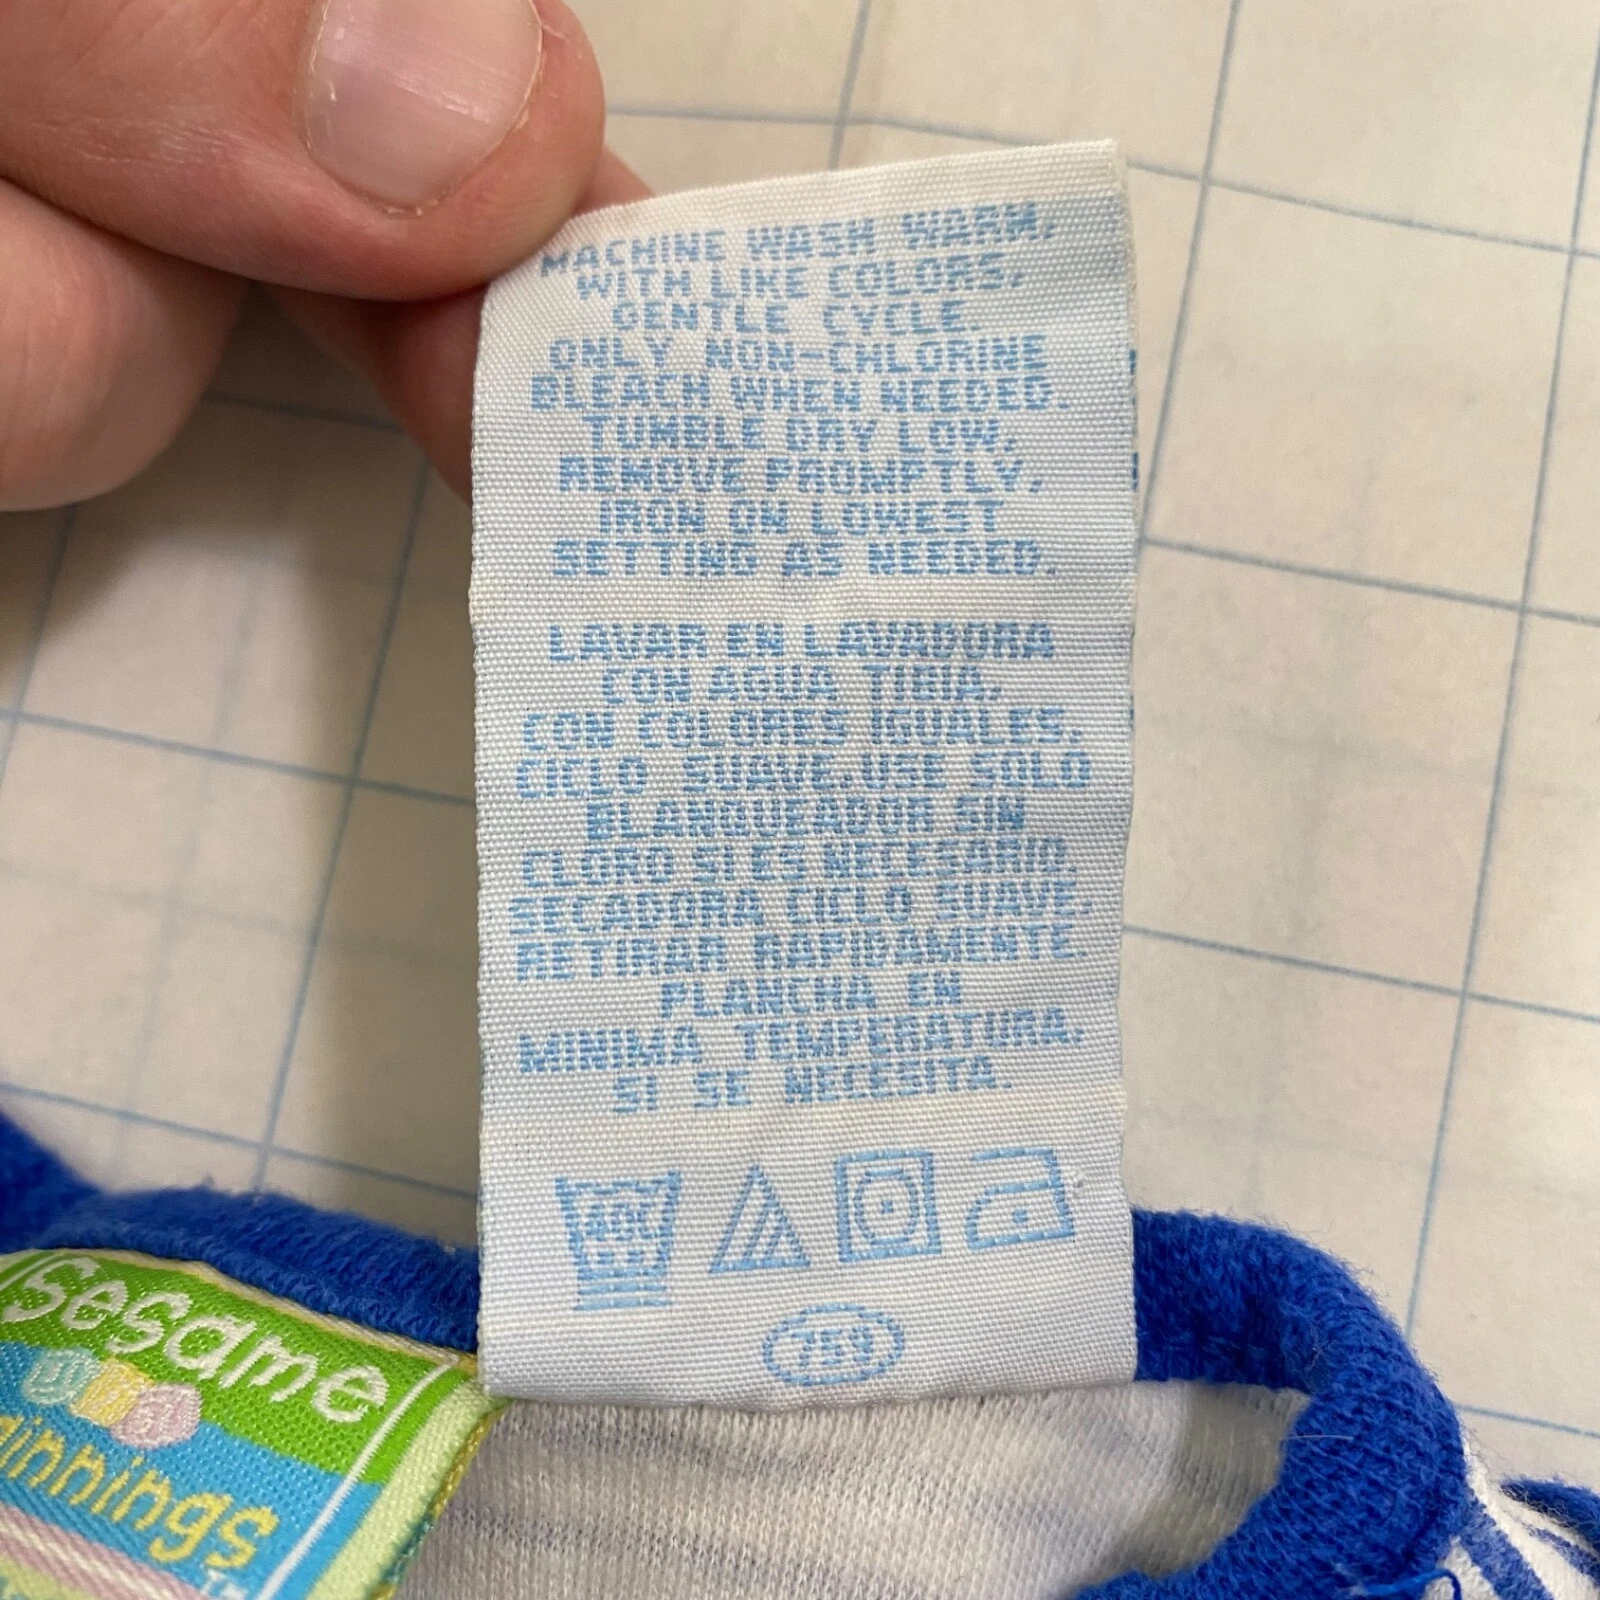 MACHINE WASH WARM,
WITH LIKE COLORS,
GENTLE CYCLE.
ONLY NON-CHLORINE
BLEACH WHEN NEEDED.
TUMBLE DRY LOW,
REMOVE PROMPTLY,
IRON ON LOWEST
SETTING AS NEEDED.
LAVAR EN LAVADORA
CON AGUA TIBIA,
CON COLORES IGUALES,
CICLO SUAVE.USE SOLO
BLANQUEADOR SIN
CLORO SI ES NECESARIO.
SECADORA CICLO SUAVE.
RETIRAR RAPIDAMENTE.
PLANCHA EN
MINIMA TEMPERATURA,
SI SE NECESITA.
40C
759
Sesame
ginnings
TM